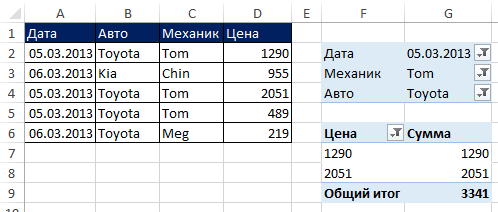 A B C D E F G
1 Дата Авто Механик Цена
2 05.03.2013 Toyota Tom 1290 Дата 05.03.2013
3 06.03.2013 Kia Chin 955 Механик Tom
4 05.03.2013 Toyota Tom 2051 Авто Toyota
5 05.03.2013 Toyota Tom 489
6 06.03.2013 Toyota Meg 219 Цена Сумма
7 1290 1290
8 2051 2051
9 Общий итог 3341